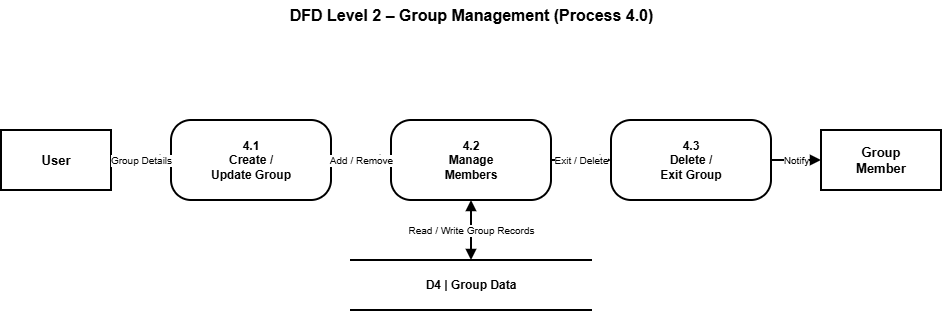 DFD Level 2 – Group Management (Process 4.0)
User
Group Details
4.1
Create /
Update Group
Add / Remove
4.2
Manage
Members
Exit / Delete
4.3
Delete /
Exit Group
Notify
Group
Member
Read / Write Group Records
D4 | Group Data